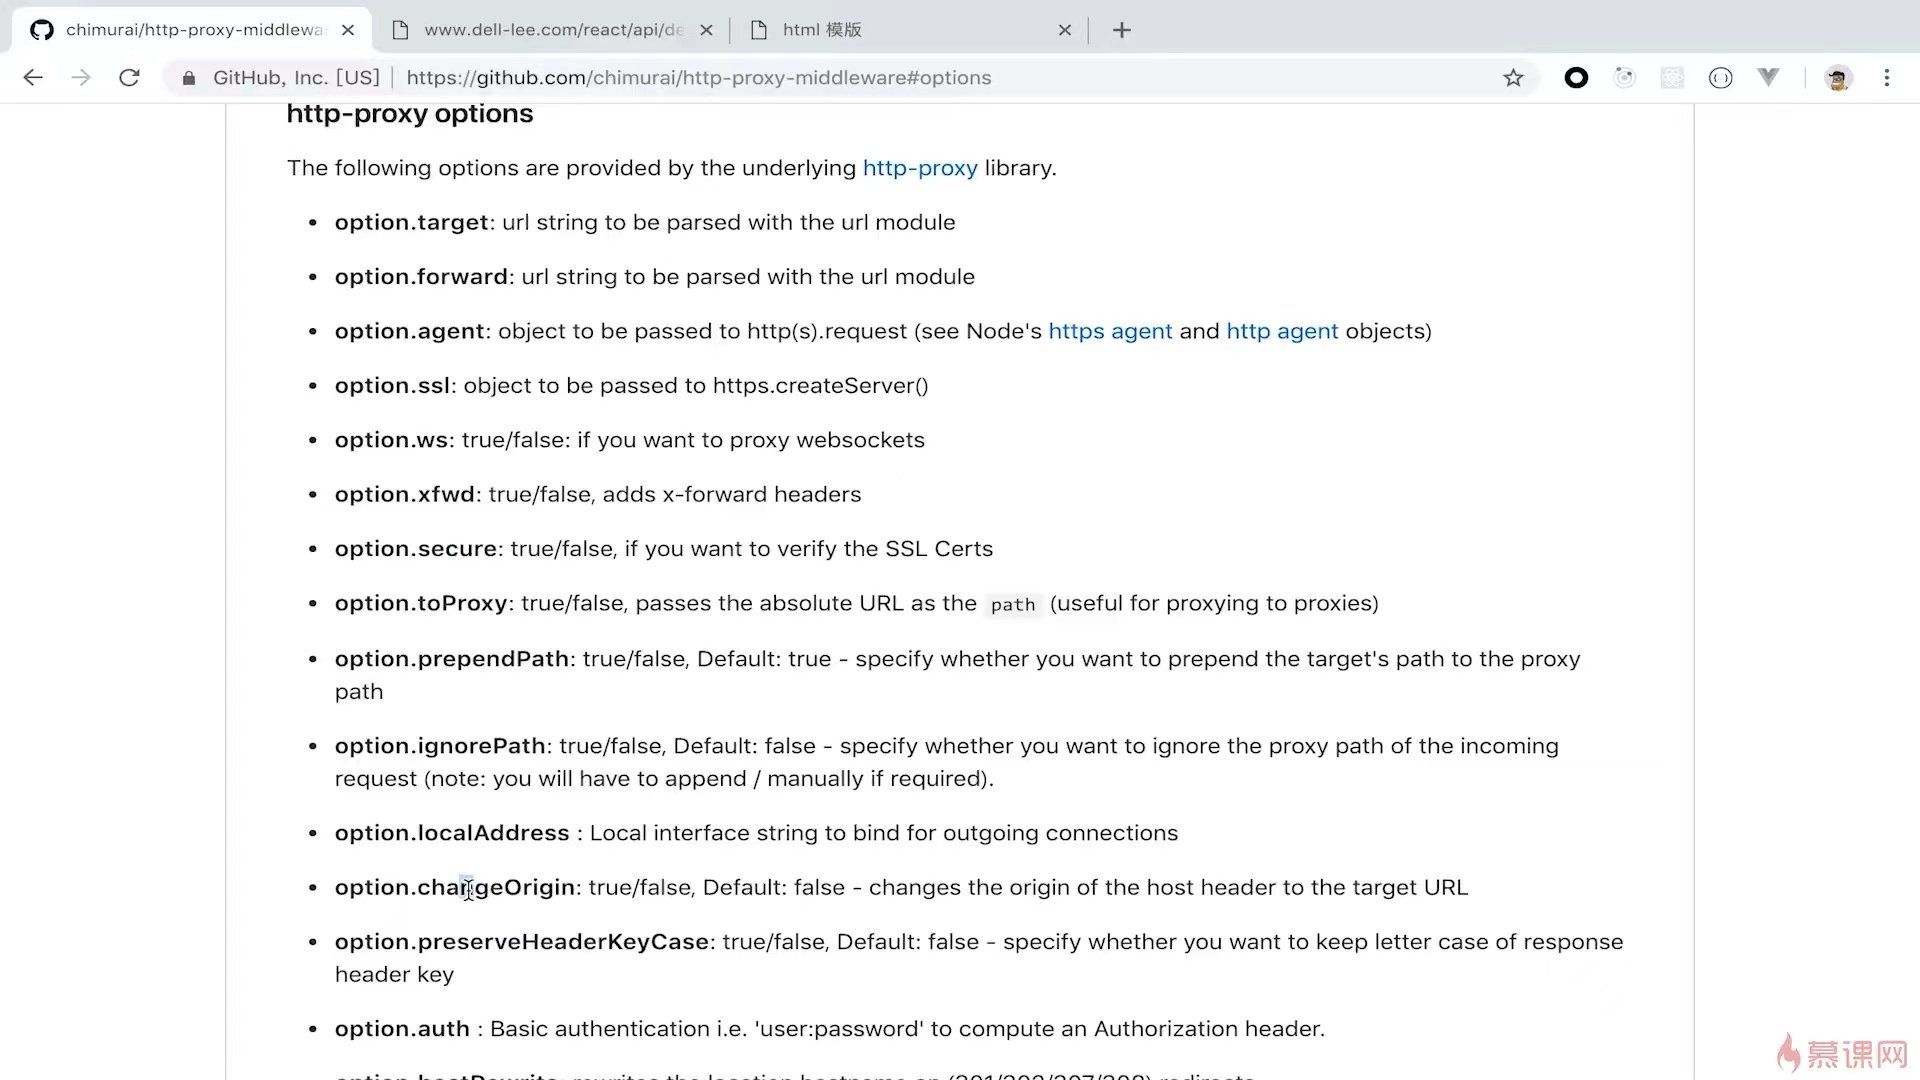 chimurai/http-proxy-middlewa
www.dell-lee.com/react/api/de
html 模版
GitHub, Inc. [US]
https://github.com/chimurai/http-proxy-middleware#options
http-proxy options
The following options are provided by the underlying http-proxy library.
• option.target: url string to be parsed with the url module
• option.forward: url string to be parsed with the url module
• option.agent: object to be passed to http(s).request (see Node's https agent and http agent objects)
• option.ssl: object to be passed to https.createServer()
• option.ws: true/false: if you want to proxy websockets
• option.xfwd: true/false, adds x-forward headers
• option.secure: true/false, if you want to verify the SSL Certs
• option.toProxy: true/false, passes the absolute URL as the path (useful for proxying to proxies)
• option.prependPath: true/false, Default: true - specify whether you want to prepend the target's path to the proxy
path
• option.ignorePath: true/false, Default: false - specify whether you want to ignore the proxy path of the incoming
request (note: you will have to append / manually if required).
• option.localAddress : Local interface string to bind for outgoing connections
• option.changeOrigin: true/false, Default: false - changes the origin of the host header to the target URL
• option.preserveHeaderKeyCase: true/false, Default: false - specify whether you want to keep letter case of response
header key
• option.auth : Basic authentication i.e. 'user:password' to compute an Authorization header.
option.hostRewrite: rewrites the location hostname on (301/302/307/308) redirects
慕课网